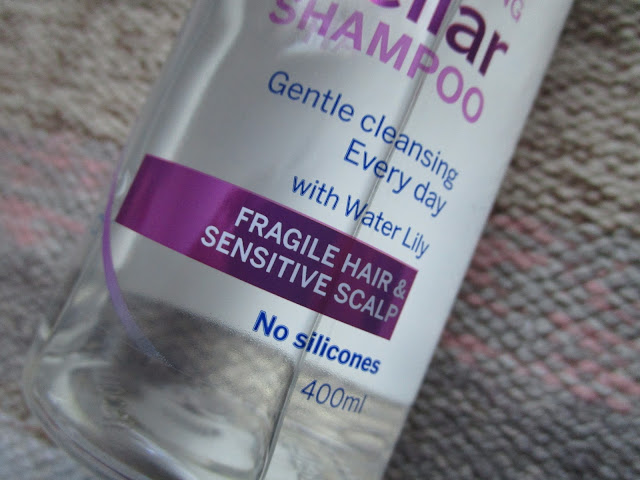 SHAMPOO
Gentle cleansing
Every day
with Water Lily
FRAGILE HAIR &
SENSITIVE SCALP
No silicones
400ml